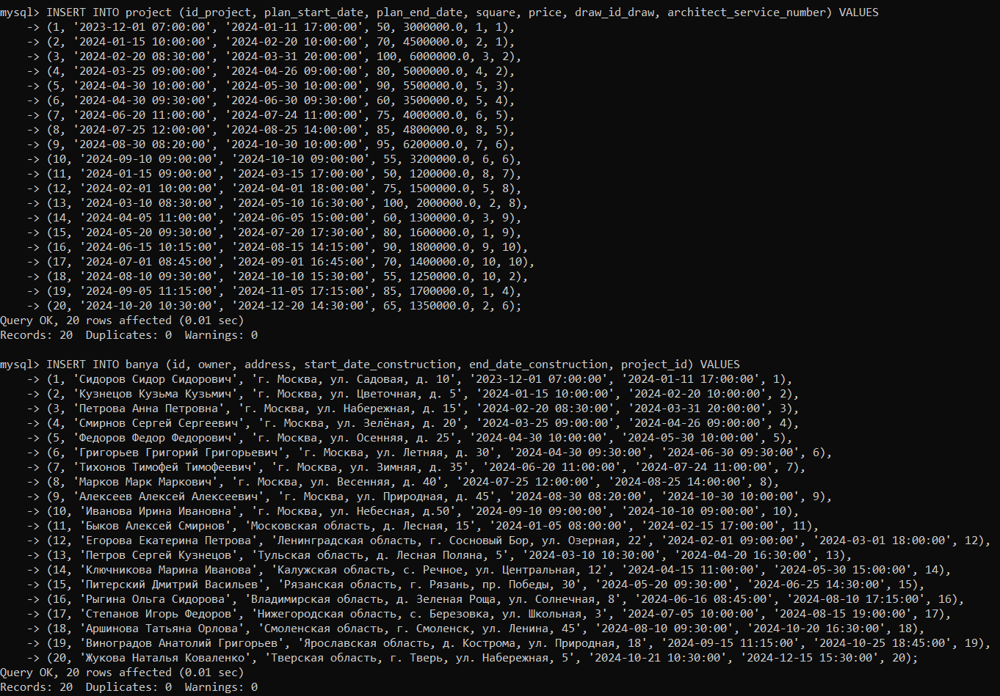 mysql> INSERT INTO project (id_project, plan_start_date, plan_end_date, square, price, draw_id_draw, architect_service_number) VALUES
    -> (1, '2023-12-01 07:00:00', '2024-01-11 17:00:00', 50, 3000000.0, 1, 1),
    -> (2, '2024-01-15 10:00:00', '2024-02-20 10:00:00', 70, 4500000.0, 2, 1),
    -> (3, '2024-02-20 08:30:00', '2024-03-31 20:00:00', 100, 6000000.0, 3, 2),
    -> (4, '2024-03-25 09:00:00', '2024-04-26 09:00:00', 80, 5000000.0, 4, 2),
    -> (5, '2024-04-30 10:00:00', '2024-05-30 10:00:00', 90, 5500000.0, 5, 3),
    -> (6, '2024-04-30 09:30:00', '2024-06-30 09:30:00', 60, 3500000.0, 5, 4),
    -> (7, '2024-06-20 11:00:00', '2024-07-24 11:00:00', 75, 4000000.0, 6, 5),
    -> (8, '2024-07-25 12:00:00', '2024-08-25 14:00:00', 85, 4800000.0, 8, 5),
    -> (9, '2024-08-30 08:20:00', '2024-10-30 10:00:00', 95, 6200000.0, 7, 6),
    -> (10, '2024-09-10 09:00:00', '2024-10-10 09:00:00', 55, 3200000.0, 6, 6),
    -> (11, '2024-01-15 09:00:00', '2024-03-15 17:00:00', 50, 1200000.0, 8, 7),
    -> (12, '2024-02-01 10:00:00', '2024-04-01 18:00:00', 75, 1500000.0, 5, 8),
    -> (13, '2024-03-10 08:30:00', '2024-05-10 16:30:00', 100, 2000000.0, 2, 8),
    -> (14, '2024-04-05 11:00:00', '2024-06-05 15:00:00', 60, 1300000.0, 3, 9),
    -> (15, '2024-05-20 09:30:00', '2024-07-20 17:30:00', 80, 1600000.0, 1, 9),
    -> (16, '2024-06-15 10:15:00', '2024-08-15 14:15:00', 90, 1800000.0, 9, 10),
    -> (17, '2024-07-01 08:45:00', '2024-09-01 16:45:00', 70, 1400000.0, 10, 10),
    -> (18, '2024-08-10 09:30:00', '2024-10-10 15:30:00', 55, 1250000.0, 10, 2),
    -> (19, '2024-09-05 11:15:00', '2024-11-05 17:15:00', 85, 1700000.0, 1, 4),
    -> (20, '2024-10-20 10:30:00', '2024-12-20 14:30:00', 65, 1350000.0, 2, 6);
Query OK, 20 rows affected (0.01 sec)
Records: 20  Duplicates: 0  Warnings: 0

mysql> INSERT INTO banya (id, owner, address, start_date_construction, end_date_construction, project_id) VALUES
    -> (1, 'Сидоров Сидор Сидорович', 'г. Москва, ул. Садовая, д. 10', '2023-12-01 07:00:00', '2024-01-11 17:00:00', 1),
    -> (2, 'Кузнецов Кузьма Кузьмич', 'г. Москва, ул. Цветочная, д. 5', '2024-01-15 10:00:00', '2024-02-20 10:00:00', 2),
    -> (3, 'Петрова Анна Петровна', 'г. Москва, ул. Набережная, д. 15', '2024-02-20 08:30:00', '2024-03-31 20:00:00', 3),
    -> (4, 'Смирнов Сергей Сергеевич', 'г. Москва, ул. Зелёная, д. 20', '2024-03-25 09:00:00', '2024-04-26 09:00:00', 4),
    -> (5, 'Федоров Федор Федорович', 'г. Москва, ул. Осенняя, д. 25', '2024-04-30 10:00:00', '2024-05-30 10:00:00', 5),
    -> (6, 'Григорьев Григорий Григорьевич', 'г. Москва, ул. Летняя, д. 30', '2024-04-30 09:30:00', '2024-06-30 09:30:00', 6),
    -> (7, 'Тихонов Тимофей Тимофеевич', 'г. Москва, ул. Зимняя, д. 35', '2024-06-20 11:00:00', '2024-07-24 11:00:00', 7),
    -> (8, 'Марков Марк Маркович', 'г. Москва, ул. Весенняя, д. 40', '2024-07-25 12:00:00', '2024-08-25 14:00:00', 8),
    -> (9, 'Алексеев Алексей Алексеевич', 'г. Москва, ул. Природная, д. 45', '2024-08-30 08:20:00', '2024-10-30 10:00:00', 9),
    -> (10, 'Иванова Ирина Ивановна', 'г. Москва, ул. Небесная, д.50', '2024-09-10 09:00:00', '2024-10-10 09:00:00', 10),
    -> (11, 'Быков Алексей Смирнов', 'Московская область, д. Лесная, 15', '2024-01-05 08:00:00', '2024-02-15 17:00:00', 11),
    -> (12, 'Егорова Екатерина Петрова', 'Ленинградская область, г. Сосновый Бор, ул. Озерная, 22', '2024-02-01 09:00:00', '2024-03-01 18:00:00', 12),
    -> (13, 'Петров Сергей Кузнецов', 'Тульская область, д. Лесная Поляна, 5', '2024-03-10 10:30:00', '2024-04-20 16:30:00', 13),
    -> (14, 'Ключникова Марина Иванова', 'Калужская область, с. Речное, ул. Центральная, 12', '2024-04-15 11:00:00', '2024-05-30 15:00:00', 14),
    -> (15, 'Питерский Дмитрий Васильев', 'Рязанская область, г. Рязань, пр. Победы, 30', '2024-05-20 09:30:00', '2024-06-25 14:30:00', 15),
    -> (16, 'Рыгина Ольга Сидорова', 'Владимирская область, д. Зеленая Роща, ул. Солнечная, 8', '2024-06-16 08:45:00', '2024-08-10 17:15:00', 16),
    -> (17, 'Степанов Игорь Федоров', 'Нижегородская область, с. Березовка, ул. Школьная, 3', '2024-07-05 10:00:00', '2024-08-15 19:00:00', 17),
    -> (18, 'Аршинова Татьяна Орлова', 'Смоленская область, г. Смоленск, ул. Ленина, 45', '2024-08-10 09:30:00', '2024-10-20 16:30:00', 18),
    -> (19, 'Виноградов Анатолий Григорьев', 'Ярославская область, д. Кострома, ул. Природная, 18', '2024-09-15 11:15:00', '2024-10-25 18:45:00', 19),
    -> (20, 'Жукова Наталья Коваленко', 'Тверская область, г. Тверь, ул. Набережная, 5', '2024-10-21 10:30:00', '2024-12-15 15:30:00', 20);
Query OK, 20 rows affected (0.01 sec)
Records: 20  Duplicates: 0  Warnings: 0